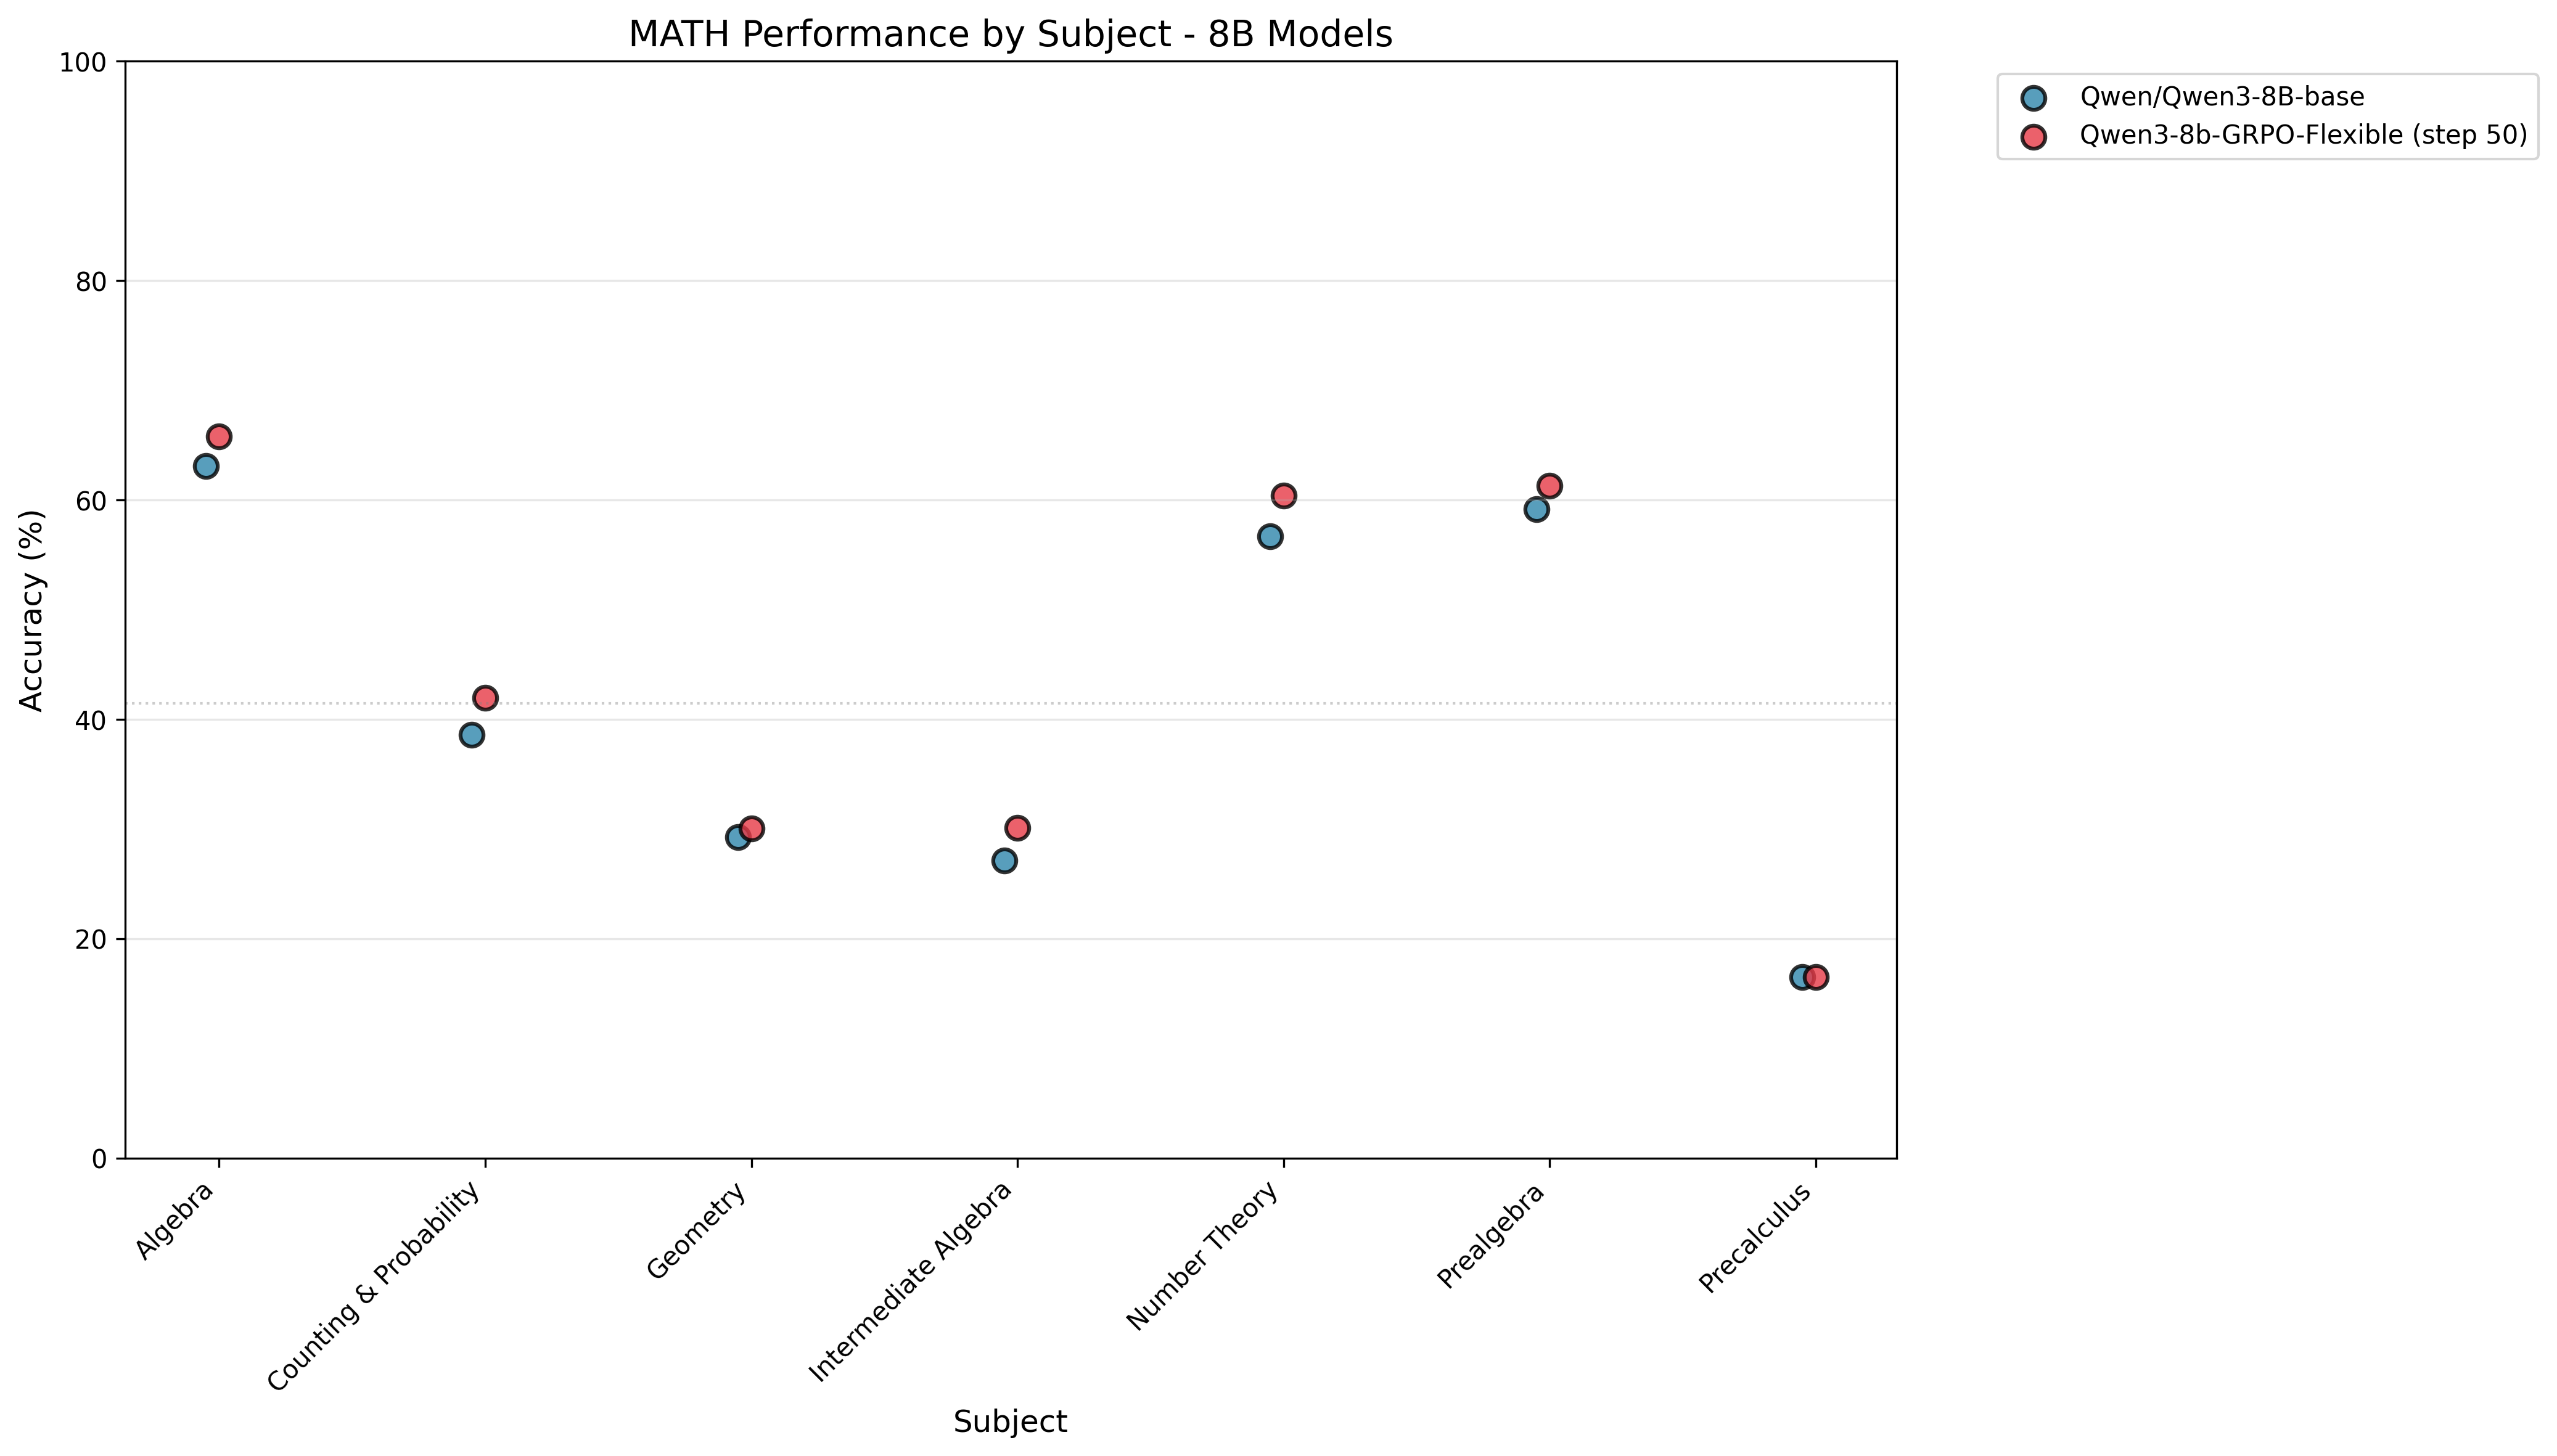 MATH Performance by Subject - 8B Models
Qwen/Qwen3-8B-base
Qwen3-8b-GRPO-Flexible (step 50)
Accuracy (%)
100
80
60
40
20
0
Algebra
Counting & Probability
Geometry
Intermediate Algebra
Number Theory
Prealgebra
Precalculus
Subject